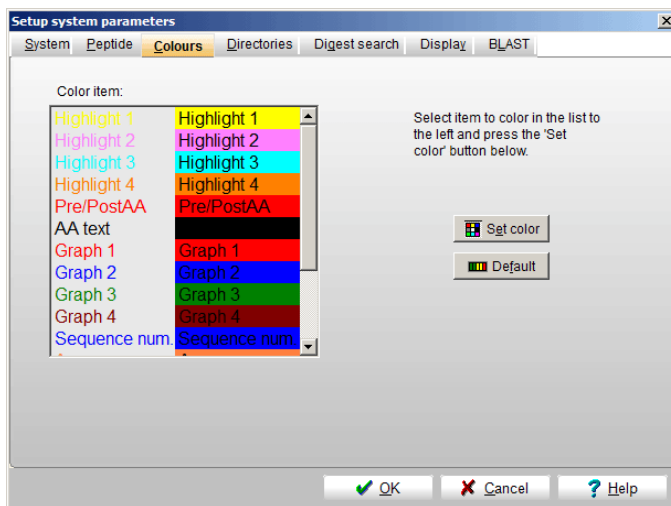 Setup system parameters
System Peptide Colours Directories Digest search Display BLAST
Color item:
Highlight 1 Highlight 1
Highlight 2 Highlight 2
Highlight 3 Highlight 3
Highlight 4 Highlight 4
Pre/PostAA Pre/PostAA
AA text
Graph 1 Graph 1
Graph 2 Graph 2
Graph 3 Graph 3
Graph 4 Graph 4
Sequence num. Sequence num.
Select item to color in the list to
the left and press the 'Set
color' button below.
Set color
Default
OK Cancel Help